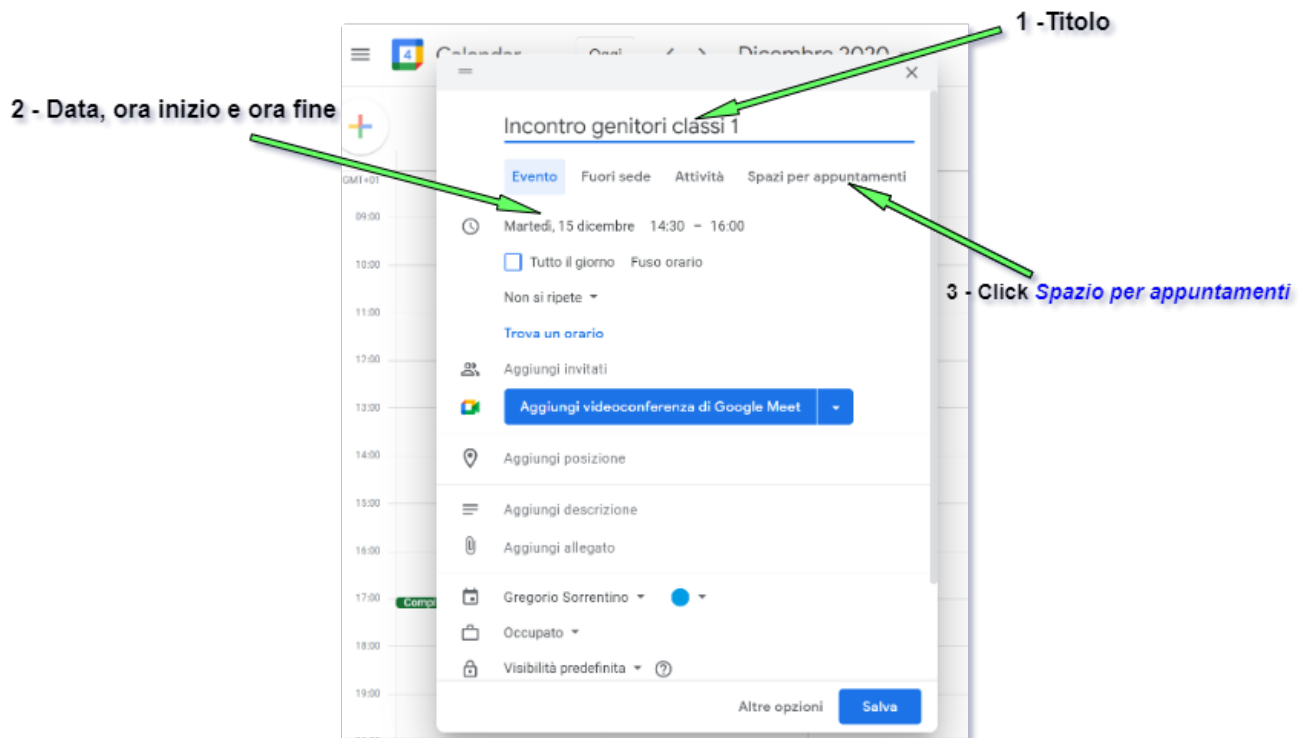 1 -Titolo
Calendar Oggi Dicembre 2020
4
2 - Data, ora inizio e ora fine
Incontro genitori classi 1
Evento Fuori sede Attività Spazi per appuntamenti
GMT+01
09:00
Martedì, 15 dicembre 14:30 – 16:00
10:00
Tutto il giorno Fuso orario
3 - Click Spazio per appuntamenti
Non si ripete
11:00
Trova un orario
12:00
Aggiungi invitati
13:00
Aggiungi videoconferenza di Google Meet
14:00
Aggiungi posizione
15:00
Aggiungi descrizione
16:00
Aggiungi allegato
17:00
Compi
Gregorio Sorrentino
Occupato
18:00
Visibilità predefinita
19:00
Altre opzioni Salva